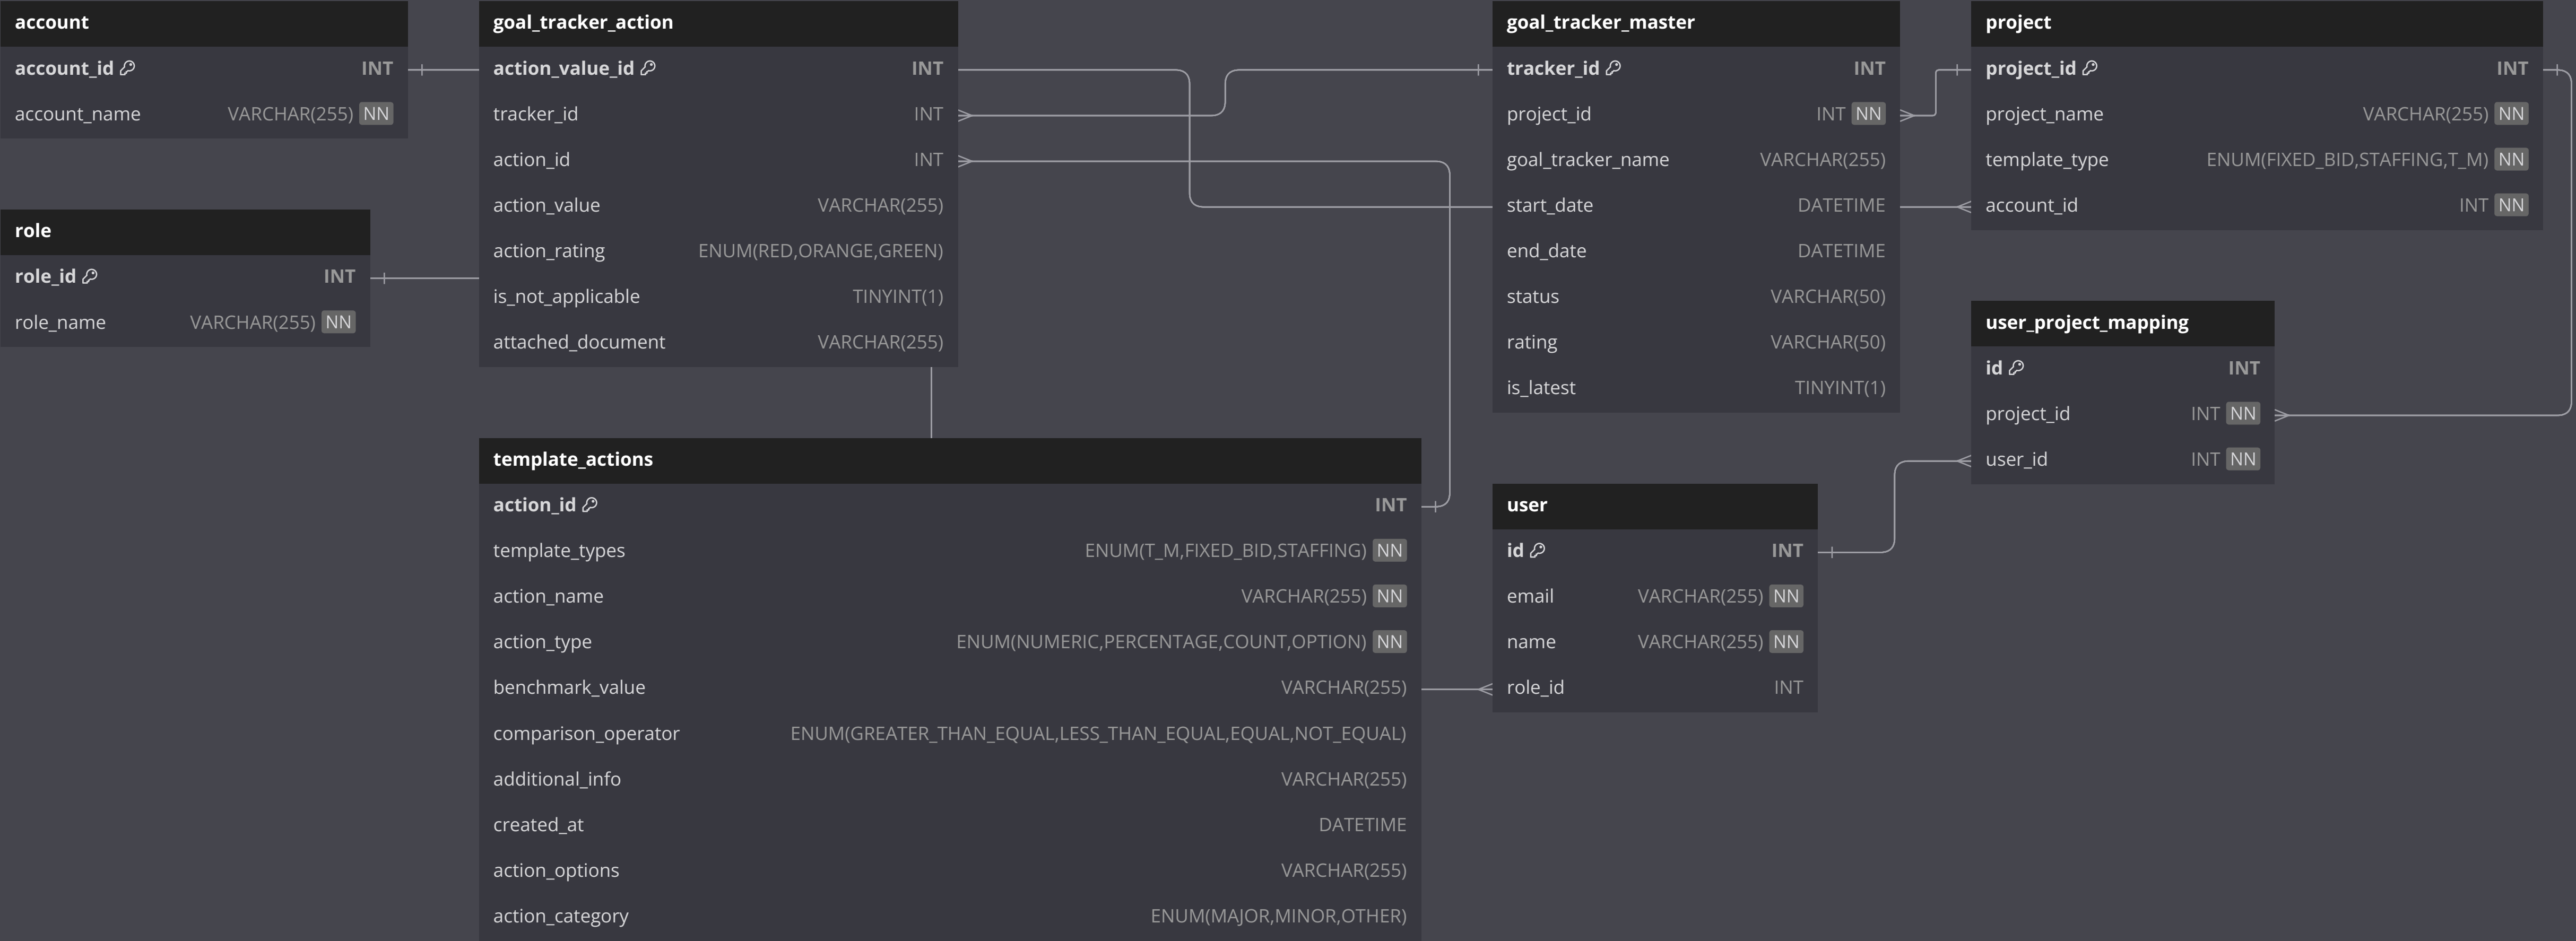 account
account_id INT
account_name VARCHAR(255) NN
role
role_id INT
role_name VARCHAR(255) NN
goal_tracker_action
action_value_id INT
tracker_id INT
action_id INT
action_value VARCHAR(255)
action_rating ENUM(RED,ORANGE,GREEN)
is_not_applicable TINYINT(1)
attached_document VARCHAR(255)
template_actions
action_id INT
template_types ENUM(T_M,FIXED_BID,STAFFING) NN
action_name VARCHAR(255) NN
action_type ENUM(NUMERIC,PERCENTAGE,COUNT,OPTION) NN
benchmark_value VARCHAR(255)
comparison_operator ENUM(GREATER_THAN_EQUAL,LESS_THAN_EQUAL,EQUAL,NOT_EQUAL)
additional_info VARCHAR(255)
created_at DATETIME
action_options VARCHAR(255)
action_category ENUM(MAJOR,MINOR,OTHER)
goal_tracker_master
tracker_id INT
project_id INT NN
goal_tracker_name VARCHAR(255)
start_date DATETIME
end_date DATETIME
status VARCHAR(50)
rating VARCHAR(50)
is_latest TINYINT(1)
user
id INT
email VARCHAR(255) NN
name VARCHAR(255) NN
role_id INT
project
project_id INT
project_name VARCHAR(255) NN
template_type ENUM(FIXED_BID,STAFFING,T_M) NN
account_id INT NN
user_project_mapping
id INT
project_id INT NN
user_id INT NN